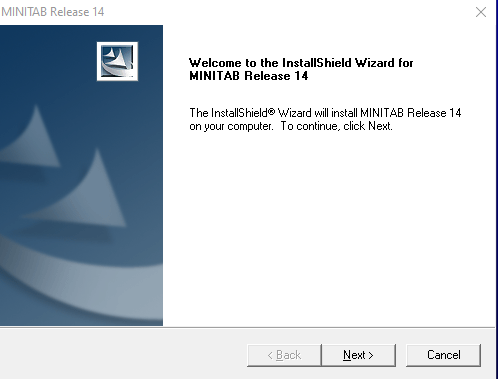 MINITAB Release 14
Welcome to the InstallShield Wizard for
MINITAB Release 14
The InstallShield® Wizard will install MINITAB Release 14
on your computer. To continue, click Next.
< Back
Next >
Cancel